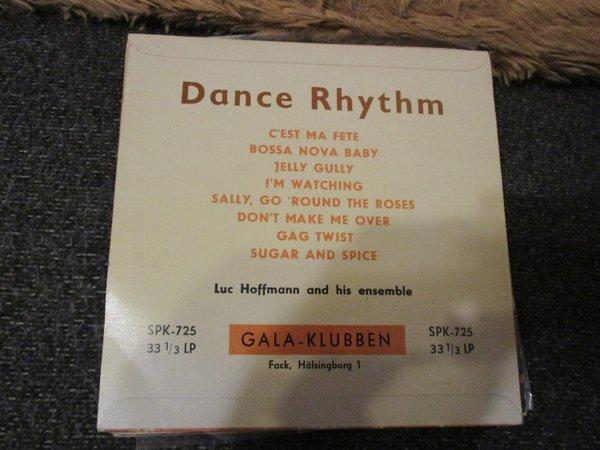 Dance Rhythm
C'EST MA FETE
BOSSA NOVA BABY
JELLY GULLY
I'M WATCHING
SALLY, GO 'ROUND THE ROSES
DON'T MAKE ME OVER
GAG TWIST
SUGAR AND SPICE
Luc Hoffmann and his ensemble
SPK-725 GALA-KLUBBEN SPK-725
33 1/3 LP 33 1/3 LP
Fack, Hälsingborg 1